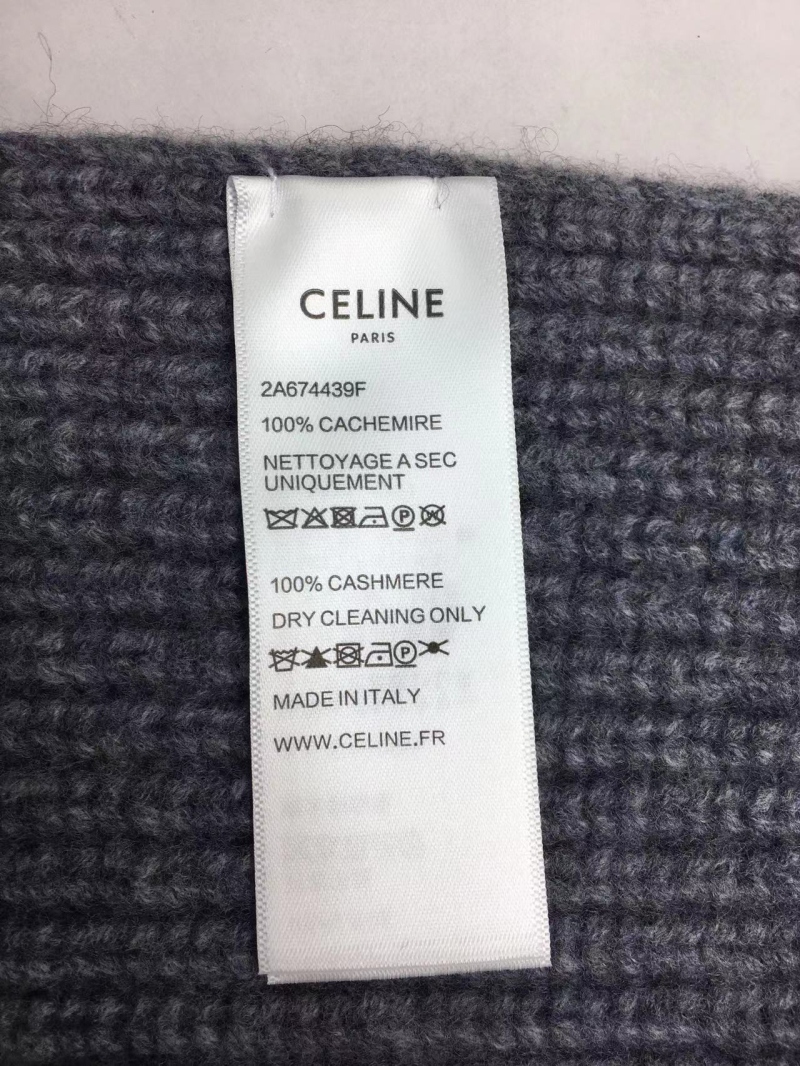 CELINE
PARIS
2A674439F
100% CACHEMIRE
NETTOYAGE A SEC
UNIQUEMENT
100% CASHMERE
DRY CLEANING ONLY
MADE IN ITALY
WWW.CELINE.FR